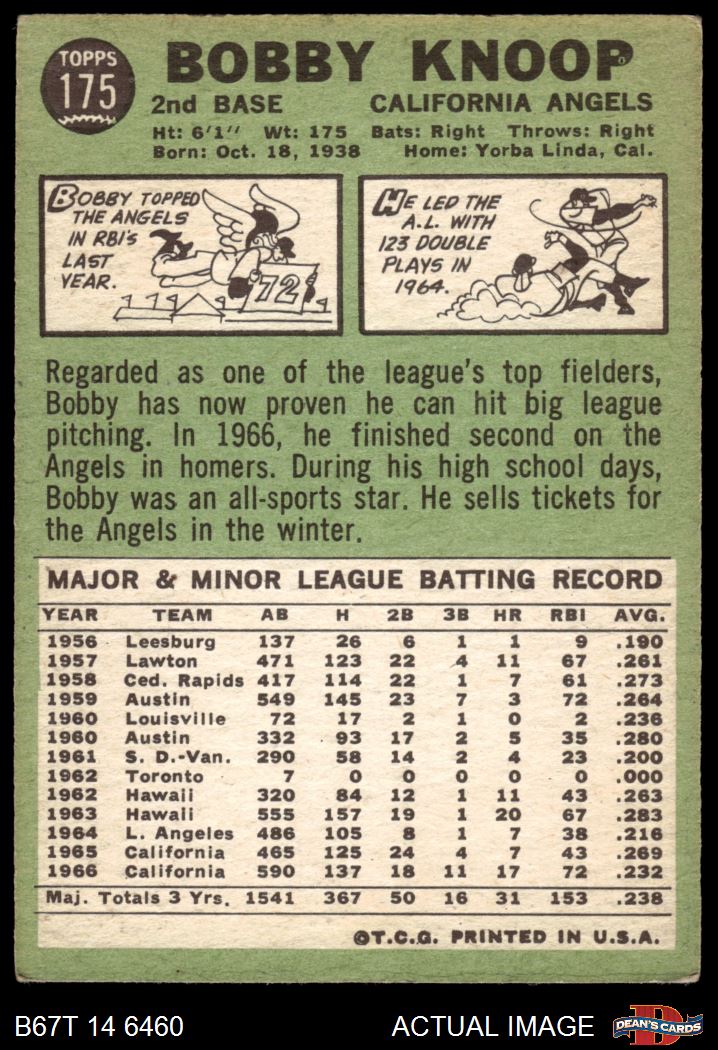 TOPPS
175
BOBBY KNOOP
2nd BASE CALIFORNIA ANGELS
Ht: 6'1" Wt: 175 Bats: Right Throws: Right
Born: Oct. 18, 1938 Home: Yorba Linda, Cal.
BOBBY TOPPED
THE ANGELS
IN RBI'S
LAST
YEAR.
72
HE LED THE
A.L. WITH
123 DOUBLE
PLAYS IN
1964.
Regarded as one of the league's top fielders,
Bobby has now proven he can hit big league
pitching. In 1966, he finished second on the
Angels in homers. During his high school days,
Bobby was an all-sports star. He sells tickets for
the Angels in the winter.
MAJOR & MINOR LEAGUE BATTING RECORD
YEAR TEAM AB H 2B 3B HR RBI AVG.
1956 Leesburg 137 26 6 1 1 9 .190
1957 Lawton 471 123 22 4 11 67 .261
1958 Ced. Rapids 417 114 22 1 7 61 .273
1959 Austin 549 145 23 7 3 72 .264
1960 Louisville 72 17 2 1 0 2 .236
1960 Austin 332 93 17 2 5 35 .280
1961 S. D.-Van. 290 58 14 2 4 23 .200
1962 Toronto 7 0 0 0 0 0 .000
1962 Hawaii 320 84 12 1 11 43 .263
1963 Hawaii 555 157 19 1 20 67 .283
1964 L. Angeles 486 105 8 1 7 38 .216
1965 California 465 125 24 4 7 43 .269
1966 California 590 137 18 11 17 72 .232
Maj. Totals 3 Yrs. 1541 367 50 16 31 153 .238
©T.C.G. PRINTED IN U.S.A.
B67T 14 6460 ACTUAL IMAGE DEAN'S CARDS